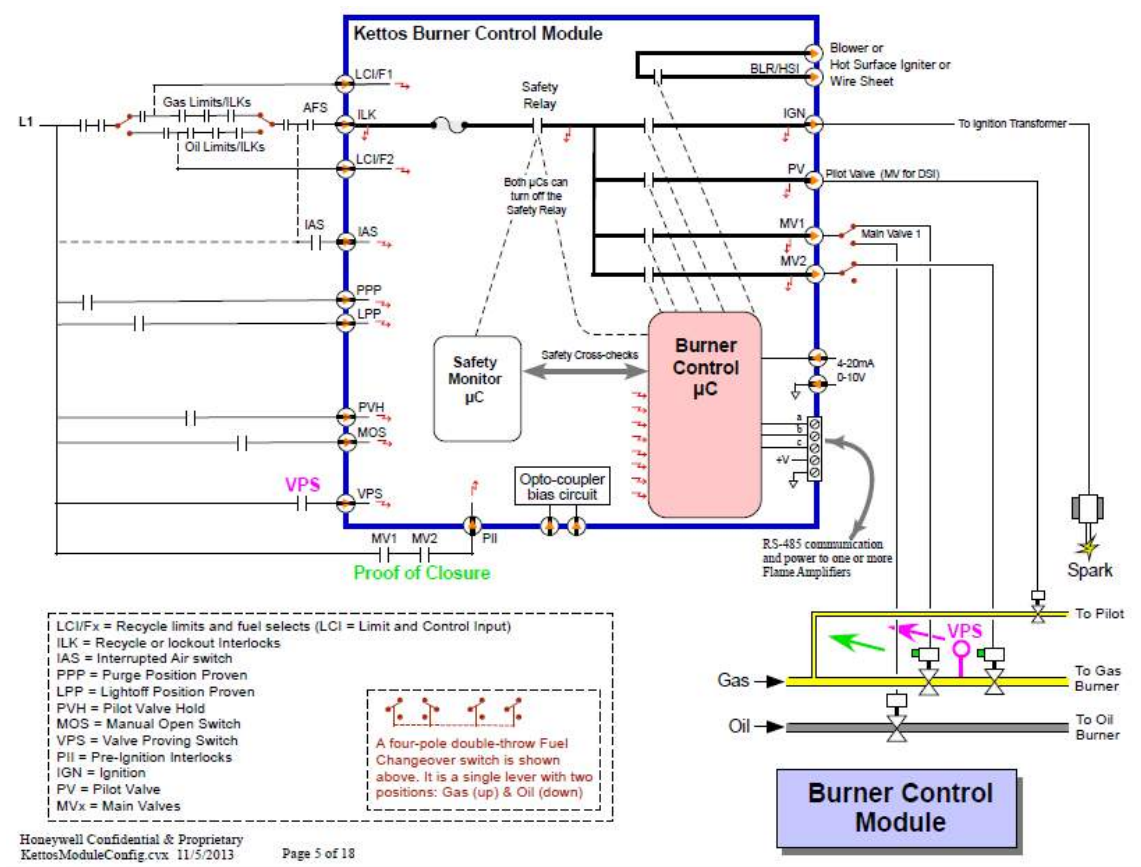 Kettos Burner Control Module
Blower or
Hot Surface Igniter or
Wire Sheet
BLR/HSI
LCI/F1
Gas Limits/ILKs
AFS
ILK
Safety
Relay
IGN
To Ignition Transformer
L1
Oil Limits/ILKs
LCI/F2
Both µCs can
turn off the
Safety Relay
PV
Pilot Valve (MV for DSI)
IAS
IAS
MV1
Main Valve 1
MV2
PPP
LPP
Safety
Monitor
µC
Safety Cross-checks
Burner
Control
µC
4-20mA
0-10V
PVH
MOS
a
b
c
+V
VPS
VPS
Opto-coupler
bias circuit
MV1
MV2
PII
Proof of Closure
RS-485 communication
and power to one or more
Flame Amplifiers
Spark
LCI/Fx = Recycle limits and fuel selects (LCI = Limit and Control Input)
ILK = Recycle or lockout Interlocks
IAS = Interrupted Air switch
PPP = Purge Position Proven
LPP = Lightoff Position Proven
PVH = Pilot Valve Hold
MOS = Manual Open Switch
VPS = Valve Proving Switch
PII = Pre-Ignition Interlocks
IGN = Ignition
PV = Pilot Valve
MVx = Main Valves
A four-pole double-throw Fuel
Changeover switch is shown
above. It is a single lever with two
positions: Gas (up) & Oil (down)
To Pilot
VPS
Gas
To Gas
Burner
Oil
To Oil
Burner
Burner Control
Module
Honeywell Confidential & Proprietary
KettosModuleConfig.cvx 11/5/2013
Page 5 of 18